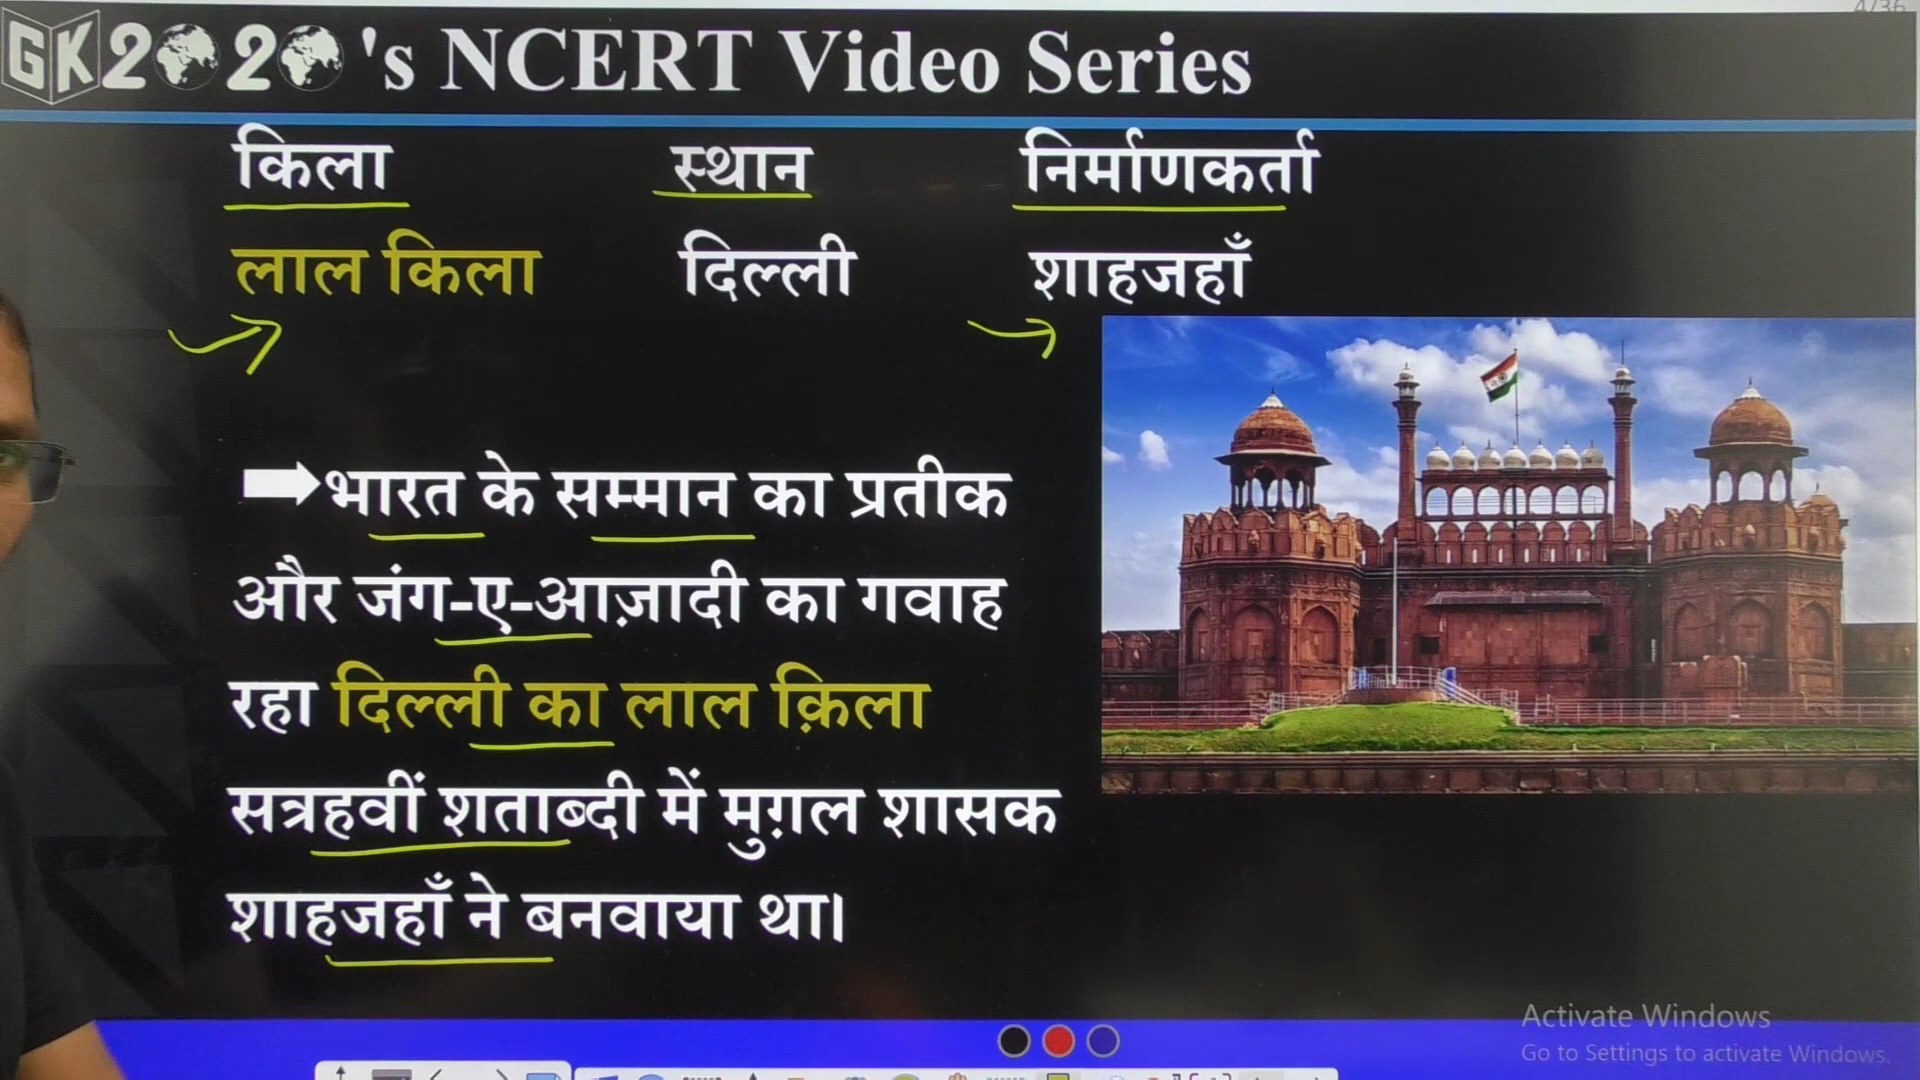 GK2020's NCERT Video Series
किला स्थान निर्माणकर्ता
लाल किला दिल्ली शाहजहाँ
भारत के सम्मान का प्रतीक
और जंग-ए-आज़ादी का गवाह
रहा दिल्ली का लाल क़िला
सत्रहवीं शताब्दी में मुग़ल शासक
शाहजहाँ ने बनवाया था।
Activate Windows
Go to Settings to activate Windows.